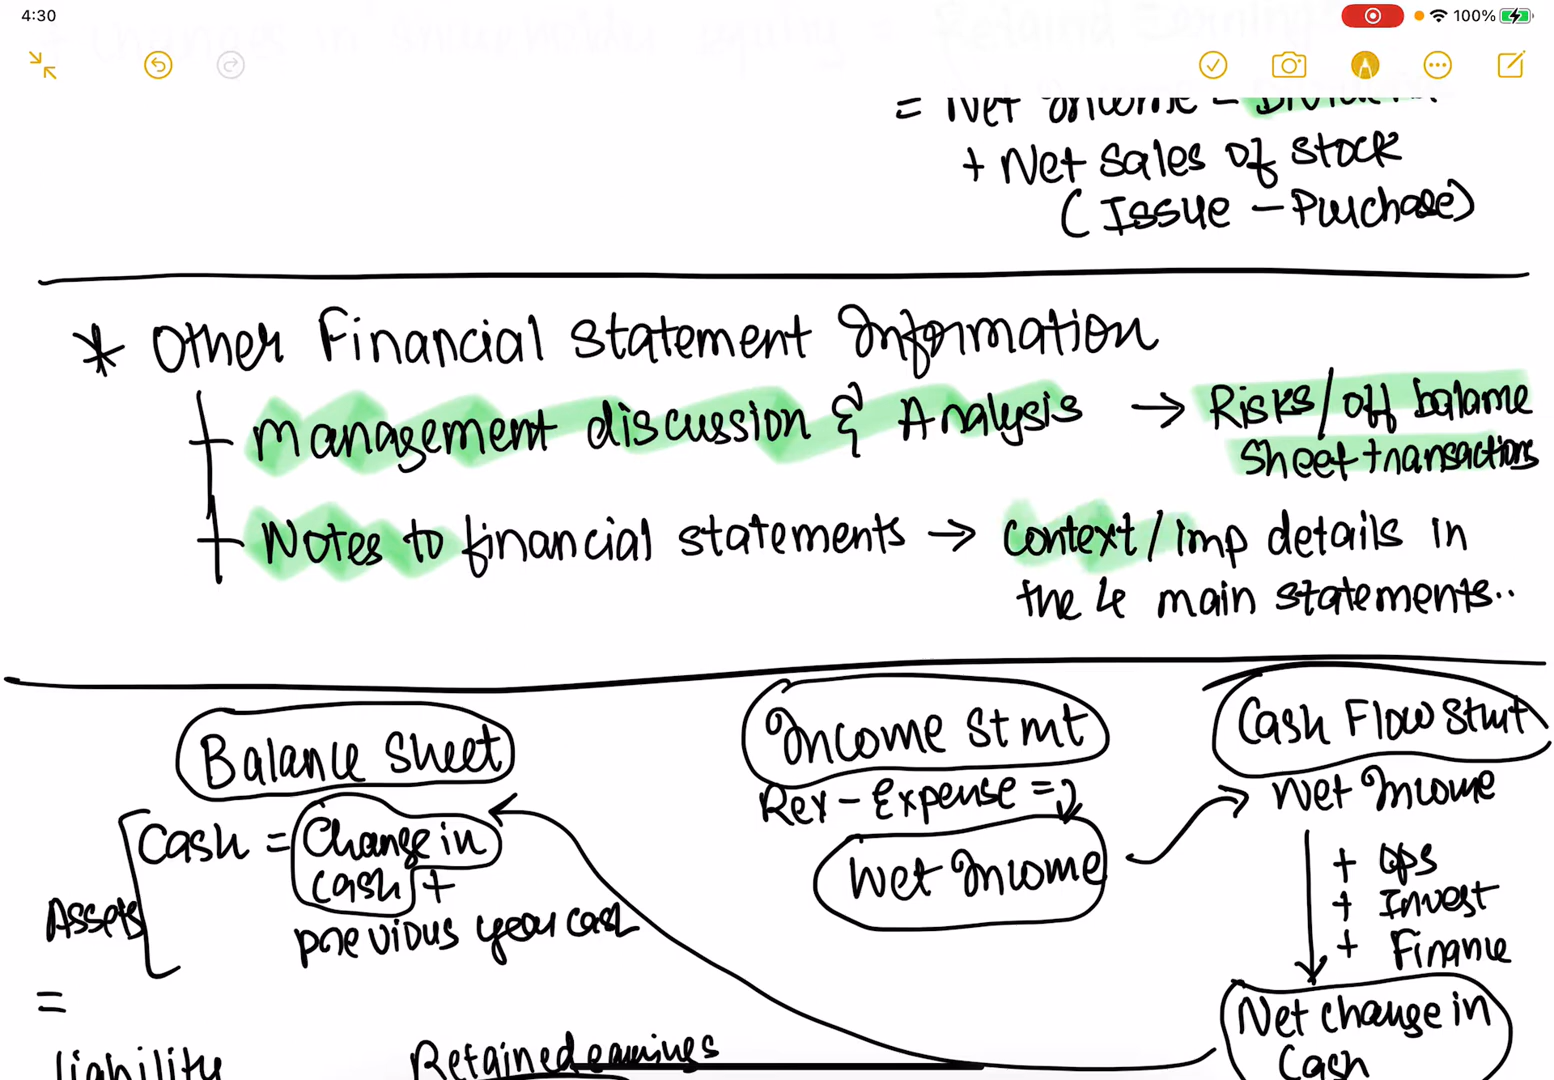 4:30
100%
= Net Income -
+ Net Sales of Stock
(Issue - Purchase)
* Other Financial Statement Information
Management discussion & Analysis → Risks/off balance
Sheet transactions
Notes to financial statements → context/imp details in
the 4 main statements..
Balance Sheet
Income Stmt
Cash Flow Stmt
Rev - Expense =
Net Income
Net Income
Cash = Change in
cash +
previous year cash
Assets
+ Ops
+ Invest
+ Finance
=
Net change in
Cash
liability
Retained earnings